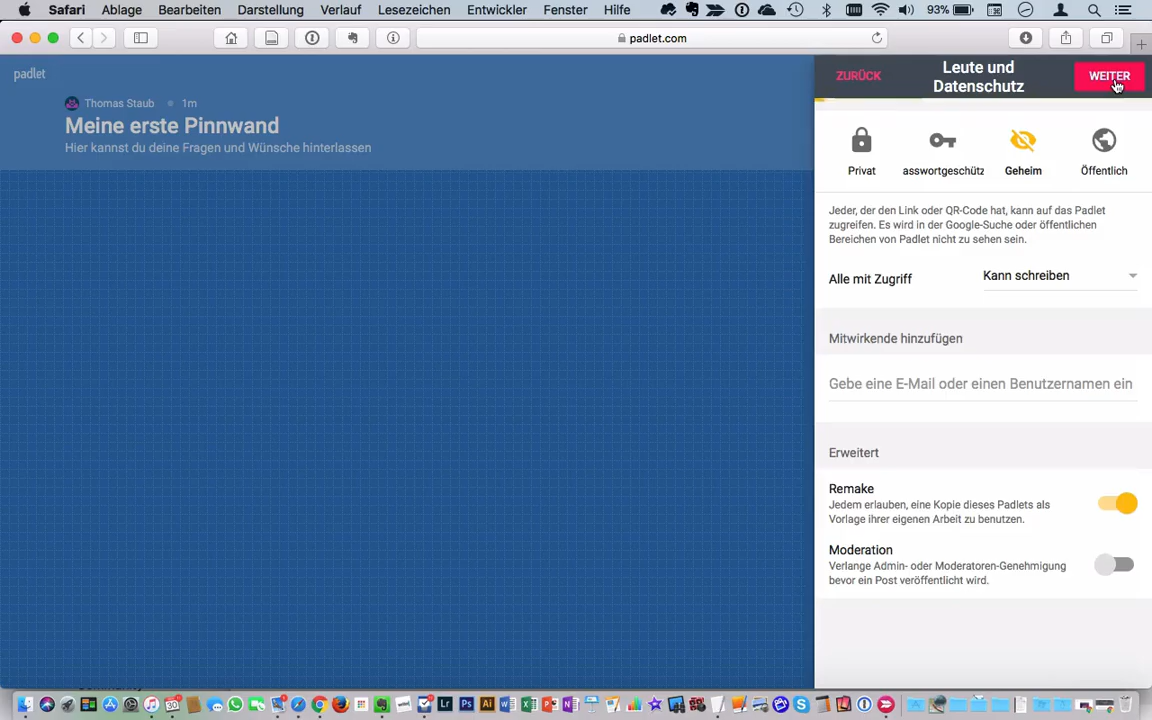 Safari Ablage Bearbeiten Darstellung Verlauf Lesezeichen Entwickler Fenster Hilfe 93%
padlet.com
padlet
Thomas Staub 1m
Meine erste Pinnwand
Hier kannst du deine Fragen und Wünsche hinterlassen
ZURÜCK
Leute und
Datenschutz
WEITER
Privat
asswortgeschütz
Geheim
Öffentlich
Jeder, der den Link oder QR-Code hat, kann auf das Padlet
zugreifen. Es wird in der Google-Suche oder öffentlichen
Bereichen von Padlet nicht zu sehen sein.
Alle mit Zugriff
Kann schreiben
Mitwirkende hinzufügen
Gebe eine E-Mail oder einen Benutzernamen ein
Erweitert
Remake
Jedem erlauben, eine Kopie dieses Padlets als
Vorlage ihrer eigenen Arbeit zu benutzen.
Moderation
Verlange Admin- oder Moderatoren-Genehmigung
bevor ein Post veröffentlicht wird.